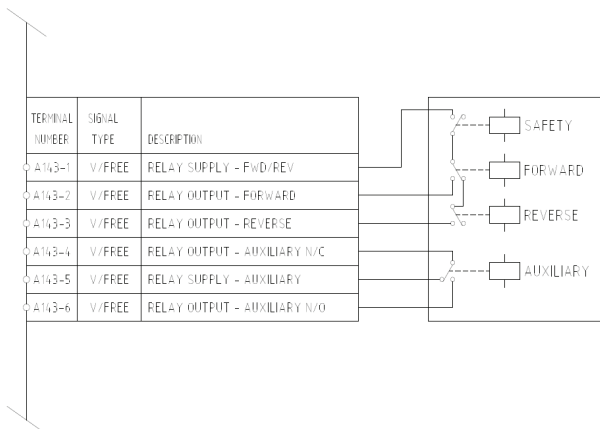 TERMINAL NUMBER SIGNAL TYPE DESCRIPTION
A143-1 V/FREE RELAY SUPPLY - FWD/REV
A143-2 V/FREE RELAY OUTPUT - FORWARD
A143-3 V/FREE RELAY OUTPUT - REVERSE
A143-4 V/FREE RELAY OUTPUT - AUXILIARY N/C
A143-5 V/FREE RELAY SUPPLY - AUXILIARY
A143-6 V/FREE RELAY OUTPUT - AUXILIARY N/O
SAFETY
FORWARD
REVERSE
AUXILIARY